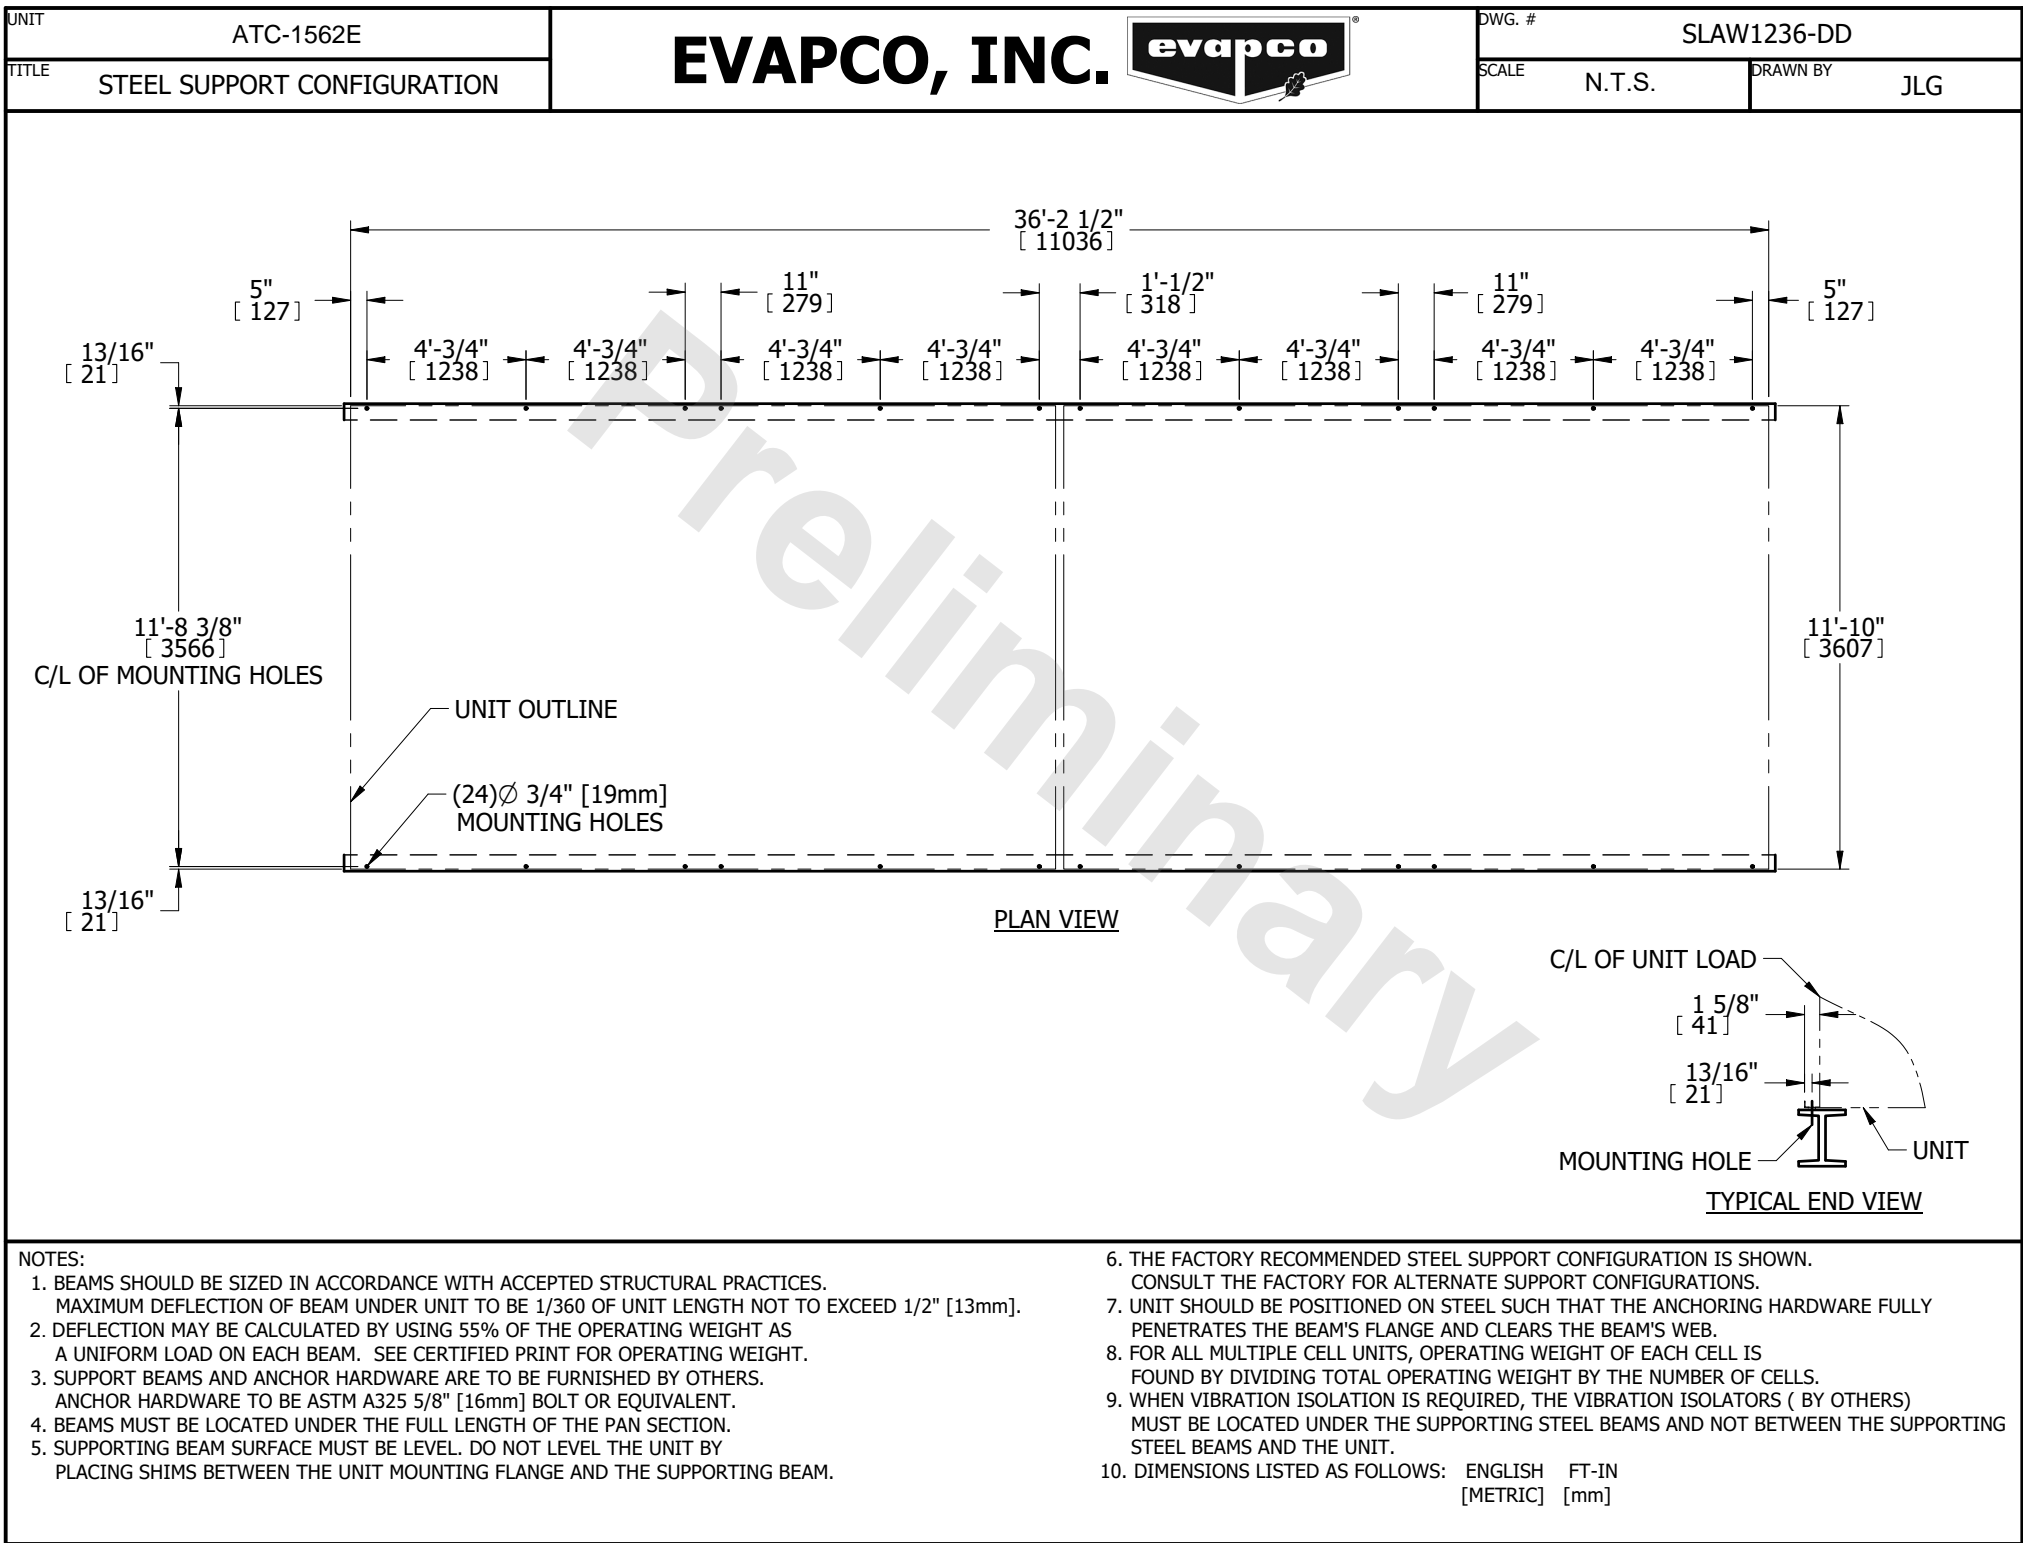 UNIT
ATC-1562E
TITLE
STEEL SUPPORT CONFIGURATION
EVAPCO, INC.
evapco
®
DWG. #
SLAW1236-DD
SCALE
N.T.S.
DRAWN BY
JLG
36'-2 1/2"
[ 11036]
5"
[ 127]
11"
[ 279]
1'-1/2"
[ 318 ]
11"
[ 279]
5"
[ 127]
13/16"
[ 21]
4'-3/4"
[ 1238]
4'-3/4"
[ 1238]
4'-3/4"
[ 1238]
4'-3/4"
[ 1238]
4'-3/4"
[ 1238]
4'-3/4"
[ 1238]
4'-3/4"
[ 1238]
4'-3/4"
[ 1238]
Preliminary
11'-8 3/8"
[ 3566]
C/L OF MOUNTING HOLES
11'-10"
[ 3607]
UNIT OUTLINE
(24)∅ 3/4" [19mm]
MOUNTING HOLES
13/16"
[ 21]
PLAN VIEW
C/L OF UNIT LOAD
1 5/8"
[ 41]
13/16"
[ 21]
MOUNTING HOLE
UNIT
TYPICAL END VIEW
NOTES:
1. BEAMS SHOULD BE SIZED IN ACCORDANCE WITH ACCEPTED STRUCTURAL PRACTICES.
MAXIMUM DEFLECTION OF BEAM UNDER UNIT TO BE 1/360 OF UNIT LENGTH NOT TO EXCEED 1/2" [13mm].
2. DEFLECTION MAY BE CALCULATED BY USING 55% OF THE OPERATING WEIGHT AS
A UNIFORM LOAD ON EACH BEAM. SEE CERTIFIED PRINT FOR OPERATING WEIGHT.
3. SUPPORT BEAMS AND ANCHOR HARDWARE ARE TO BE FURNISHED BY OTHERS.
ANCHOR HARDWARE TO BE ASTM A325 5/8" [16mm] BOLT OR EQUIVALENT.
4. BEAMS MUST BE LOCATED UNDER THE FULL LENGTH OF THE PAN SECTION.
5. SUPPORTING BEAM SURFACE MUST BE LEVEL. DO NOT LEVEL THE UNIT BY
PLACING SHIMS BETWEEN THE UNIT MOUNTING FLANGE AND THE SUPPORTING BEAM.
6. THE FACTORY RECOMMENDED STEEL SUPPORT CONFIGURATION IS SHOWN.
CONSULT THE FACTORY FOR ALTERNATE SUPPORT CONFIGURATIONS.
7. UNIT SHOULD BE POSITIONED ON STEEL SUCH THAT THE ANCHORING HARDWARE FULLY
PENETRATES THE BEAM'S FLANGE AND CLEARS THE BEAM'S WEB.
8. FOR ALL MULTIPLE CELL UNITS, OPERATING WEIGHT OF EACH CELL IS
FOUND BY DIVIDING TOTAL OPERATING WEIGHT BY THE NUMBER OF CELLS.
9. WHEN VIBRATION ISOLATION IS REQUIRED, THE VIBRATION ISOLATORS ( BY OTHERS)
MUST BE LOCATED UNDER THE SUPPORTING STEEL BEAMS AND NOT BETWEEN THE SUPPORTING
STEEL BEAMS AND THE UNIT.
10. DIMENSIONS LISTED AS FOLLOWS: ENGLISH FT-IN
[METRIC] [mm]